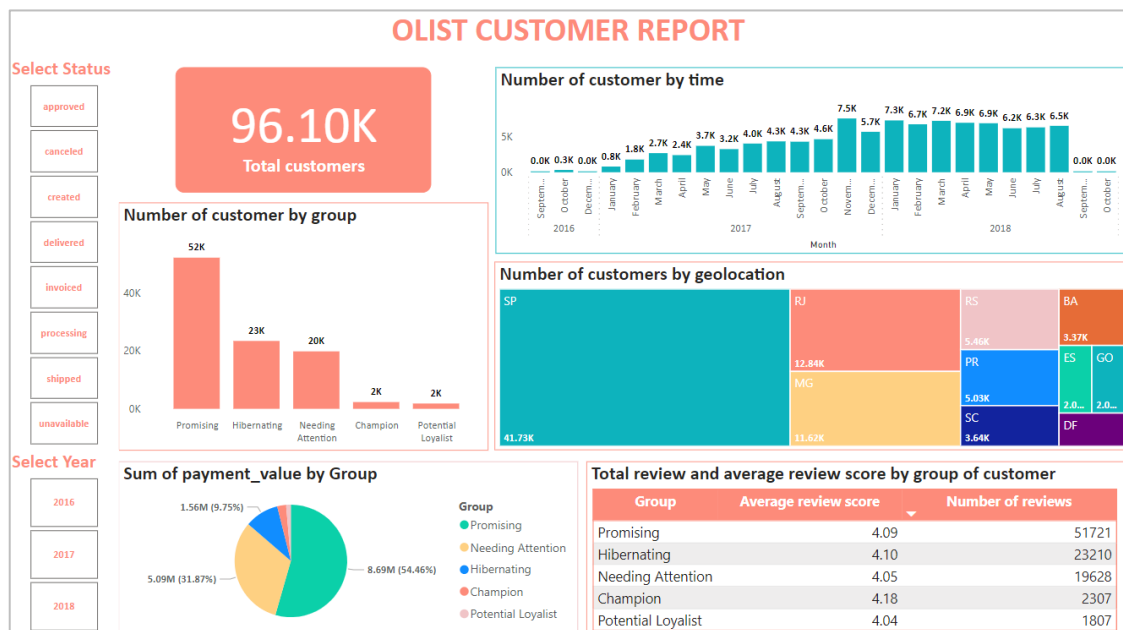 OLIST CUSTOMER REPORT
Select Status
approved
canceled
created
delivered
invoiced
processing
shipped
unavailable
Select Year
2016
2017
2018
96.10K
Total customers
Number of customer by time
5K
0K
0.0K 0.3K 0.0K 0.8K 1.8K 2.7K 2.4K 3.7K 3.2K 4.0K 4.3K 4.3K 4.6K 7.5K 5.7K 7.3K 6.7K 7.2K 6.9K 6.9K 6.2K 6.3K 6.5K 0.0K 0.0K
Septem... October Decem... January February March April May June July August Septem... October Novem... Decem... January February March April May June July August Septem... October
2016 2017 2018
Month
Number of customer by group
40K
20K
0K
52K 23K 20K 2K 2K
Promising Hibernating Needing Attention Champion Potential Loyalist
Number of customers by geolocation
SP
41.73K
RJ
12.84K
MG
11.62K
RS
5.46K
PR
5.03K
SC
3.64K
BA
3.37K
ES
2.0...
GO
2.0...
DF
Sum of payment_value by Group
1.56M (9.75%)
5.09M (31.87%)
8.69M (54.46%)
Group
Promising
Needing Attention
Hibernating
Champion
Potential Loyalist
Total review and average review score by group of customer
Group Average review score Number of reviews
Promising 4.09 51721
Hibernating 4.10 23210
Needing Attention 4.05 19628
Champion 4.18 2307
Potential Loyalist 4.04 1807